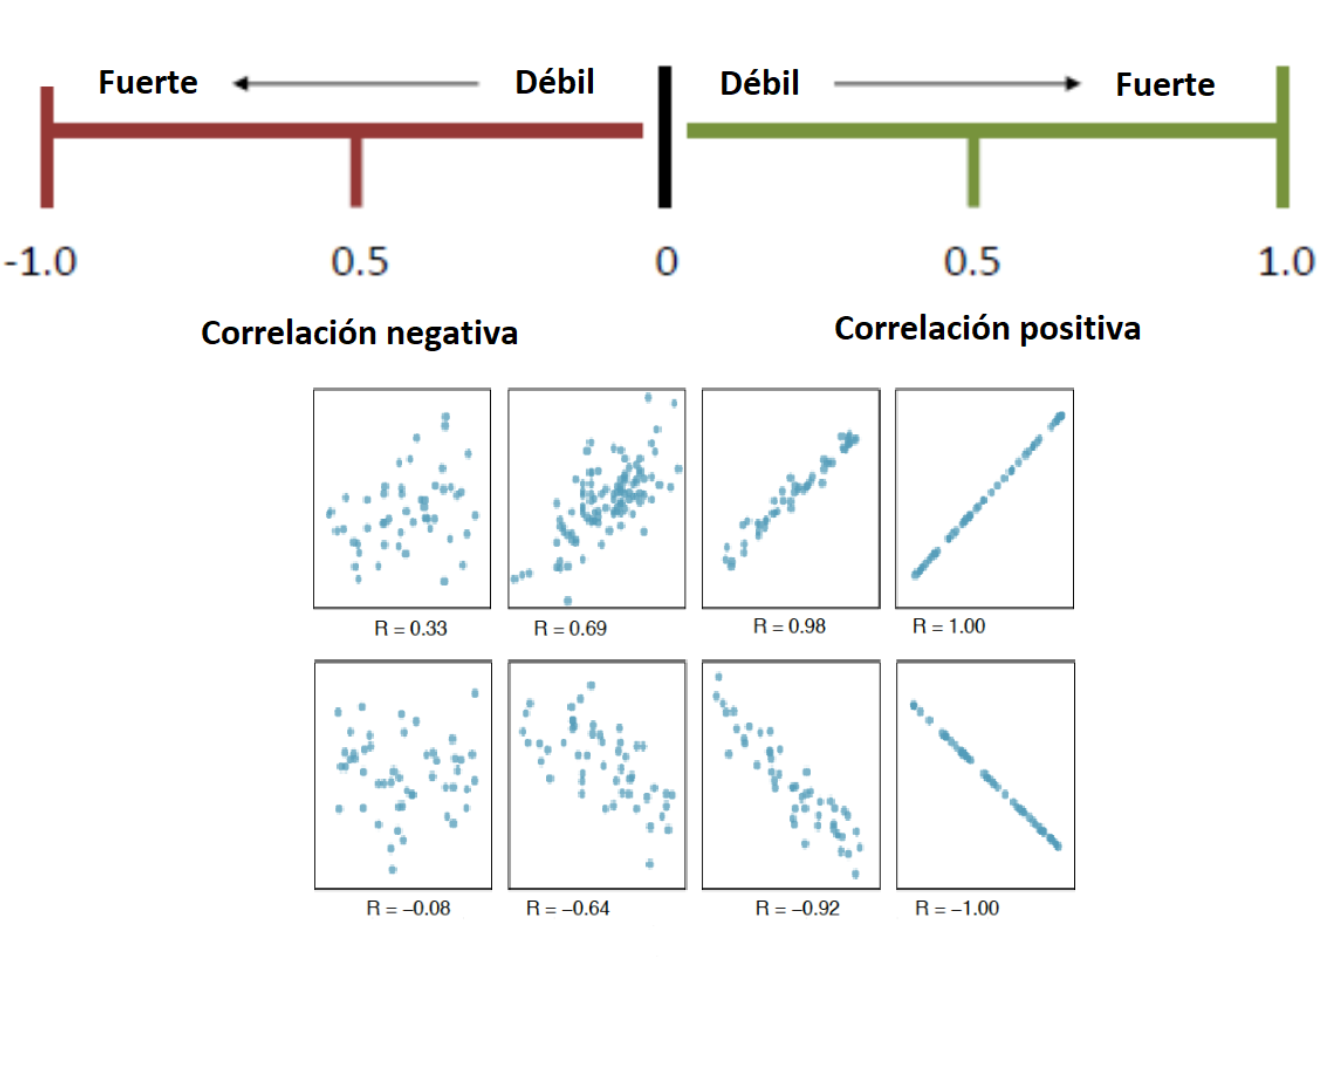 Fuerte Débil Débil Fuerte
-1.0 0.5 0 0.5 1.0
Correlación negativa Correlación positiva
R = 0.33 R = 0.69 R = 0.98 R = 1.00
R = –0.08 R = –0.64 R = –0.92 R = –1.00